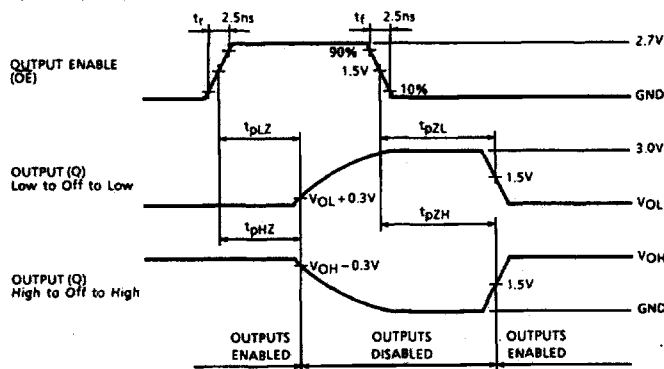 tr 2.5ns tf 2.5ns
OUTPUT ENABLE
(OE)
90%
1.5V
10%
2.7V
GND
tpLZ tpZL
OUTPUT (Q)
Low to Off to Low
VOL+0.3V
3.0V
1.5V
VOL
tpHZ tpZH
OUTPUT (Q)
High to Off to High
VOH−0.3V
VOH
1.5V
GND
OUTPUTS
ENABLED
OUTPUTS
DISABLED
OUTPUTS
ENABLED